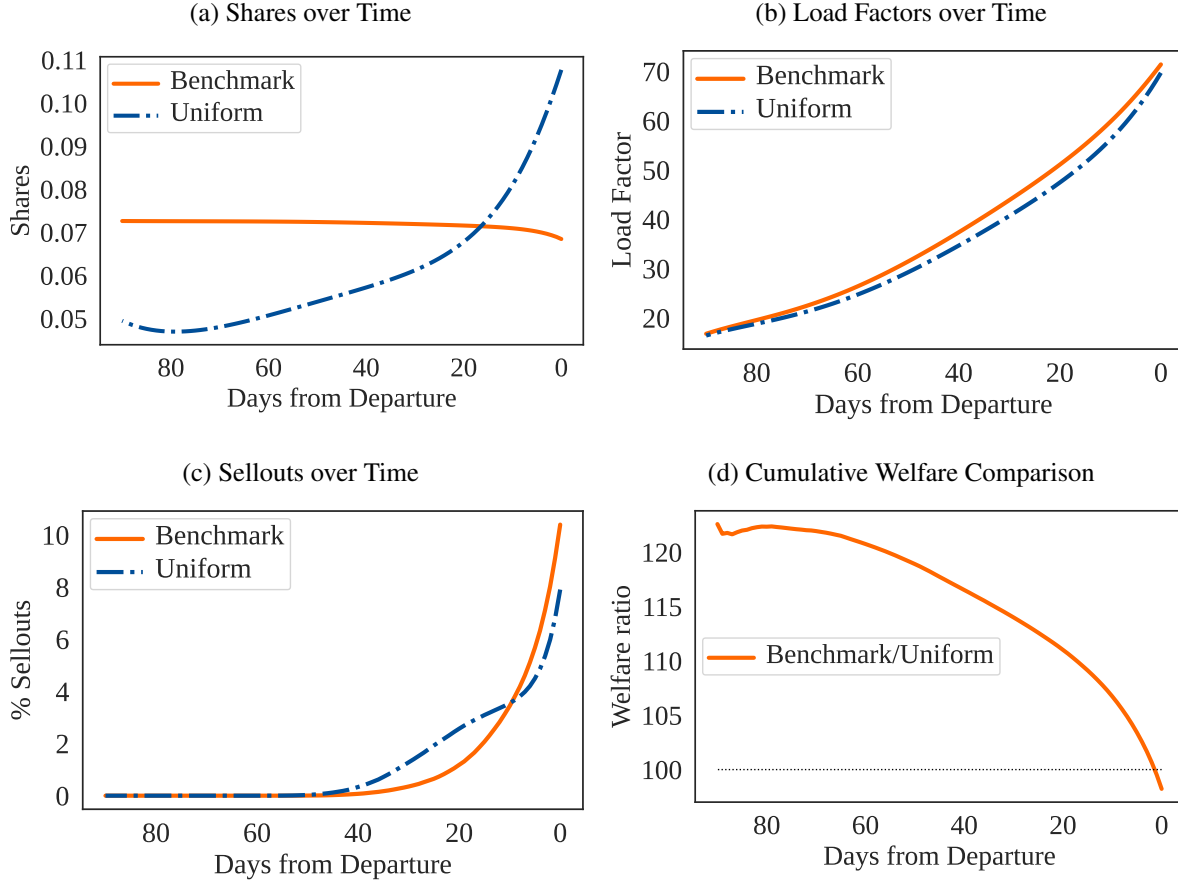 (a) Shares over Time
0.11
0.10
0.09
0.08
0.07
0.06
0.05
Shares
Benchmark
Uniform
80 60 40 20 0
Days from Departure
(b) Load Factors over Time
70
60
50
40
30
20
Load Factor
Benchmark
Uniform
80 60 40 20 0
Days from Departure
(c) Sellouts over Time
10
8
6
4
2
0
% Sellouts
Benchmark
Uniform
80 60 40 20 0
Days from Departure
(d) Cumulative Welfare Comparison
120
115
110
105
100
Welfare ratio
Benchmark/Uniform
80 60 40 20 0
Days from Departure